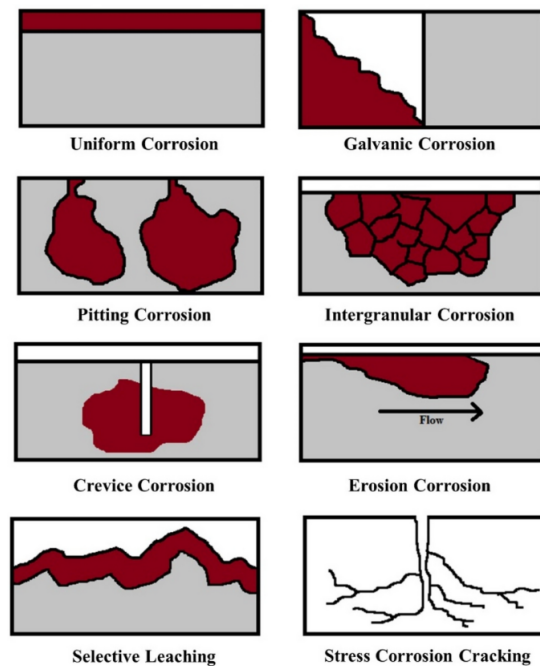 Uniform Corrosion
Galvanic Corrosion
Pitting Corrosion
Intergranular Corrosion
Crevice Corrosion
Flow
Erosion Corrosion
Selective Leaching
Stress Corrosion Cracking